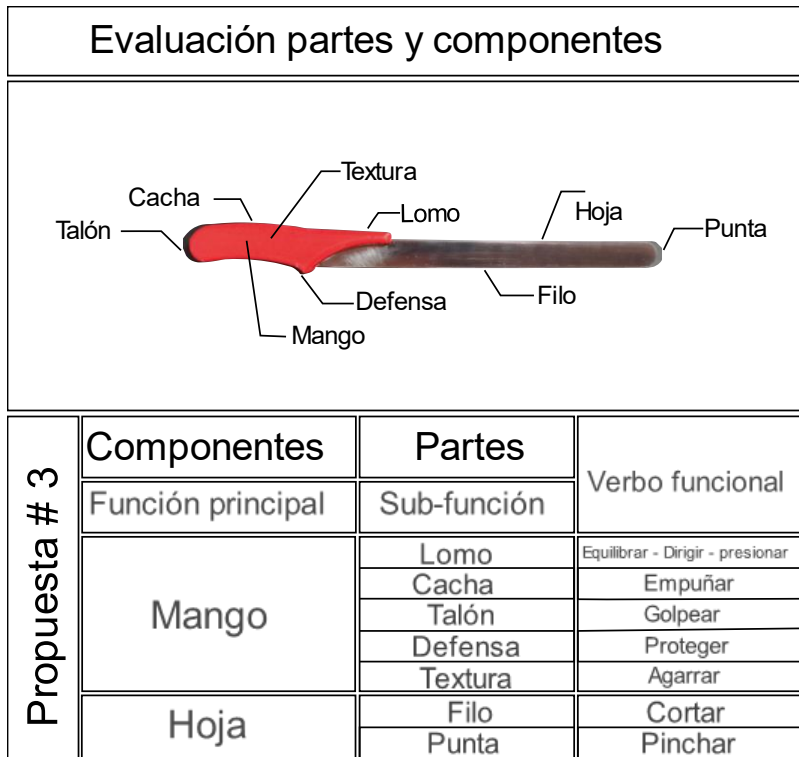 Evaluación partes y componentes
Textura
Cacha
Lomo
Hoja
Talón
Punta
Defensa
Filo
Mango
Propuesta # 3
Componentes
Partes
Verbo funcional
Función principal
Sub-función
Mango
Lomo
Equilibrar - Dirigir - presionar
Cacha
Empuñar
Talón
Golpear
Defensa
Proteger
Textura
Agarrar
Hoja
Filo
Cortar
Punta
Pinchar